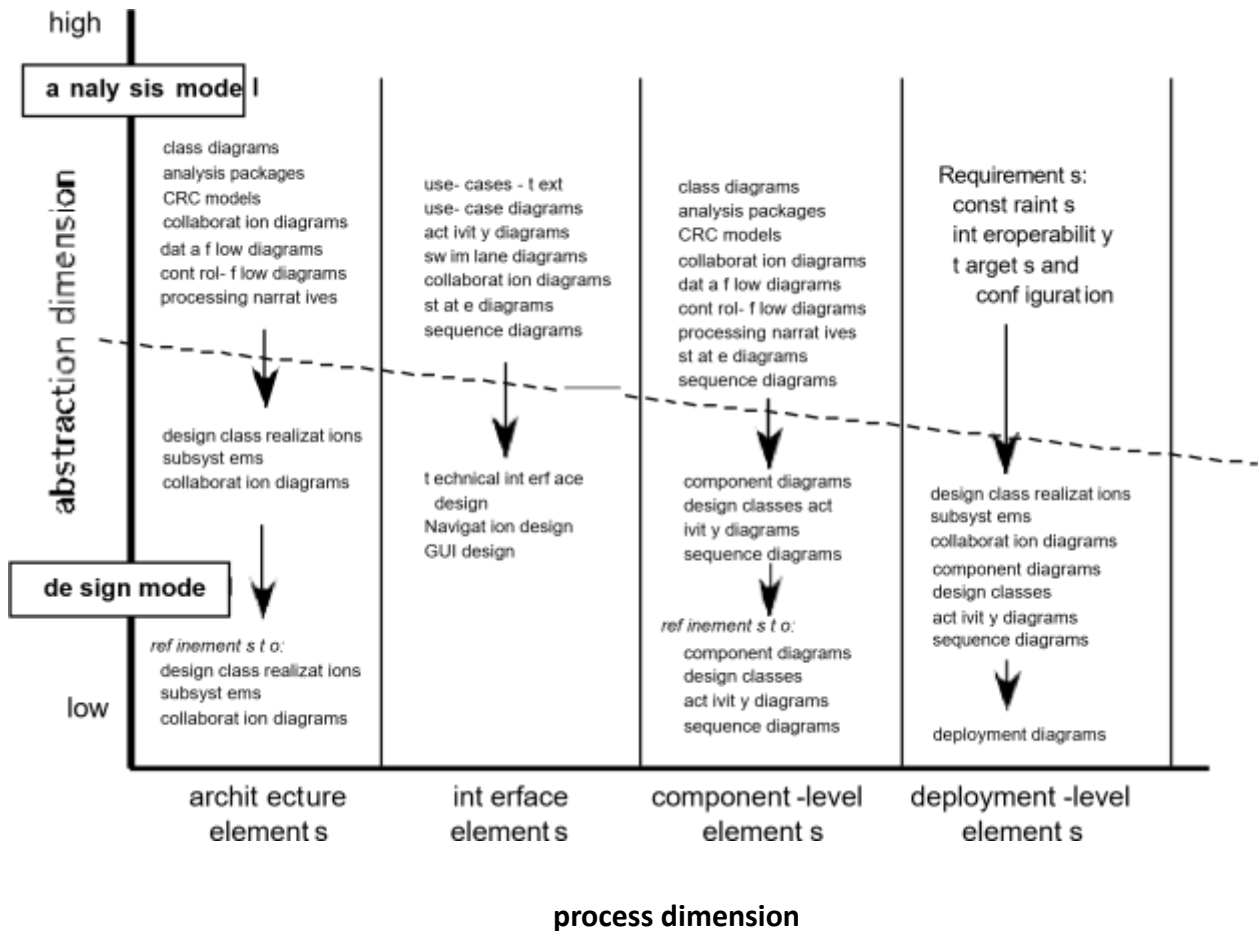 high
a naly sis mode l
abstraction dimension
de sign mode l
low
class diagrams
analysis packages
CRC models
collaborat ion diagrams
dat a f low diagrams
cont rol- f low diagrams
processing narrat ives
design class realizat ions
subsyst ems
collaborat ion diagrams
ref inement s t o:
design class realizat ions
subsyst ems
collaborat ion diagrams
use- cases - t ext
use- case diagrams
act ivit y diagrams
sw im lane diagrams
collaborat ion diagrams
st at e diagrams
sequence diagrams
t echnical int erf ace
design
Navigat ion design
GUI design
class diagrams
analysis packages
CRC models
collaborat ion diagrams
dat a f low diagrams
cont rol- f low diagrams
processing narrat ives
st at e diagrams
sequence diagrams
component diagrams
design classes act
ivit y diagrams
sequence diagrams
ref inement s t o:
component diagrams
design classes
act ivit y diagrams
sequence diagrams
Requirement s:
const raint s
int eroperabilit y
t arget s and
conf iguration
design class realizat ions
subsyst ems
collaborat ion diagrams
component diagrams
design classes
act ivit y diagrams
sequence diagrams
deployment diagrams
archit ecture
element s
int erface
element s
component -level
element s
deployment -level
element s
process dimension